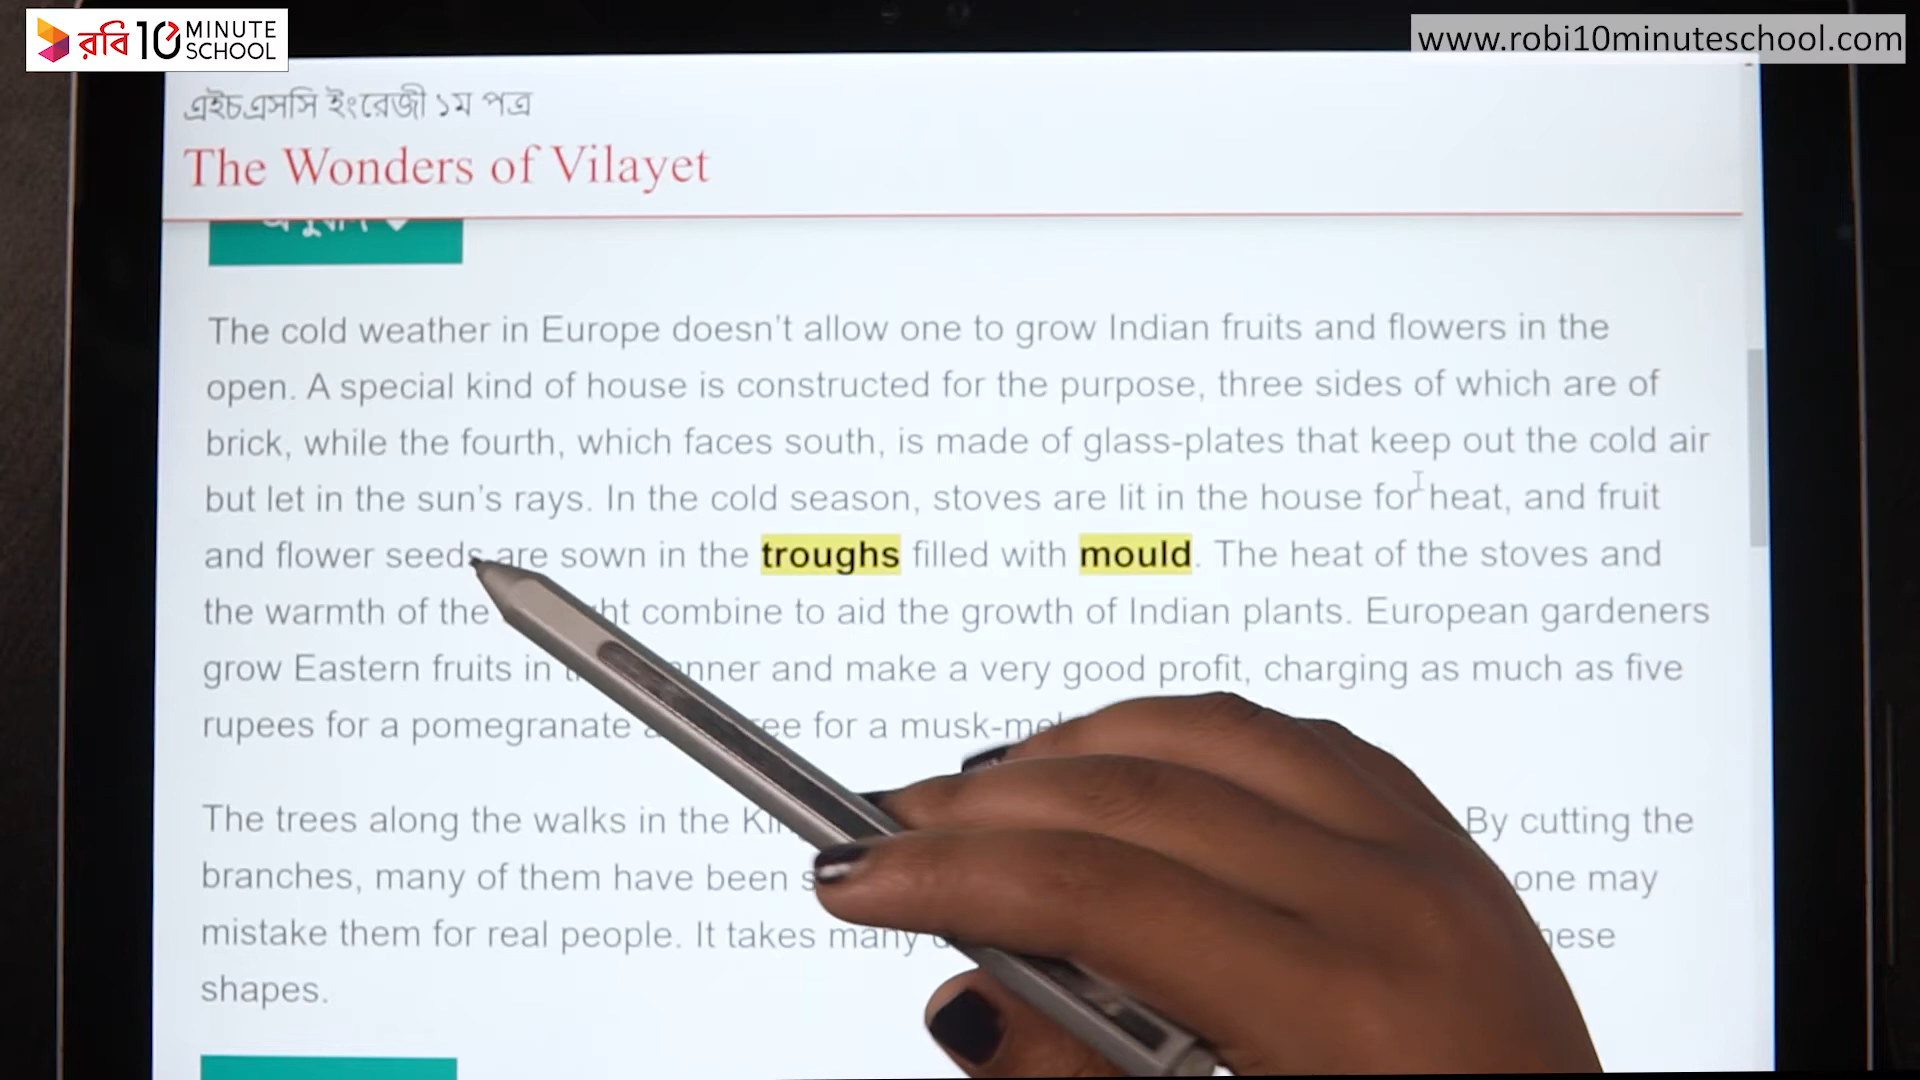 রবি 10 MINUTE SCHOOL
www.robi10minuteschool.com
এইচএসসি ইংরেজী ১ম পত্র
The Wonders of Vilayet
The cold weather in Europe doesn't allow one to grow Indian fruits and flowers in the
open. A special kind of house is constructed for the purpose, three sides of which are of
brick, while the fourth, which faces south, is made of glass-plates that keep out the cold air
but let in the sun's rays. In the cold season, stoves are lit in the house for heat, and fruit
and flower seeds are sown in the troughs filled with mould. The heat of the stoves and
the warmth of the combine to aid the growth of Indian plants. European gardeners
grow Eastern fruits in and make a very good profit, charging as much as five
rupees for a pomegranate for a
The trees along the walks in the By cutting the
branches, many of them have been one may
mistake them for real people. It takes many
shapes.